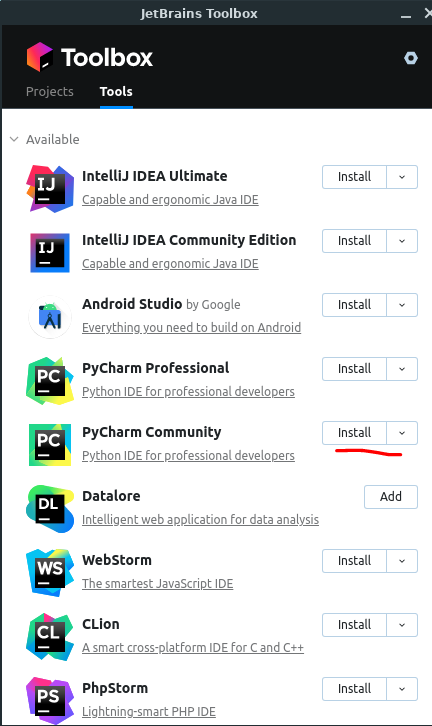 JetBrains Toolbox
Toolbox
Projects Tools
Available
IJ IntelliJ IDEA Ultimate Install
Capable and ergonomic Java IDE
IJ IntelliJ IDEA Community Edition Install
Capable and ergonomic Java IDE
Android Studio by Google Install
Everything you need to build on Android
PC PyCharm Professional Install
Python IDE for professional developers
PC PyCharm Community Install
Python IDE for professional developers
DL Datalore Add
Intelligent web application for data analysis
WS WebStorm Install
The smartest JavaScript IDE
CL CLion Install
A smart cross-platform IDE for C and C++
PS PhpStorm Install
Lightning-smart PHP IDE